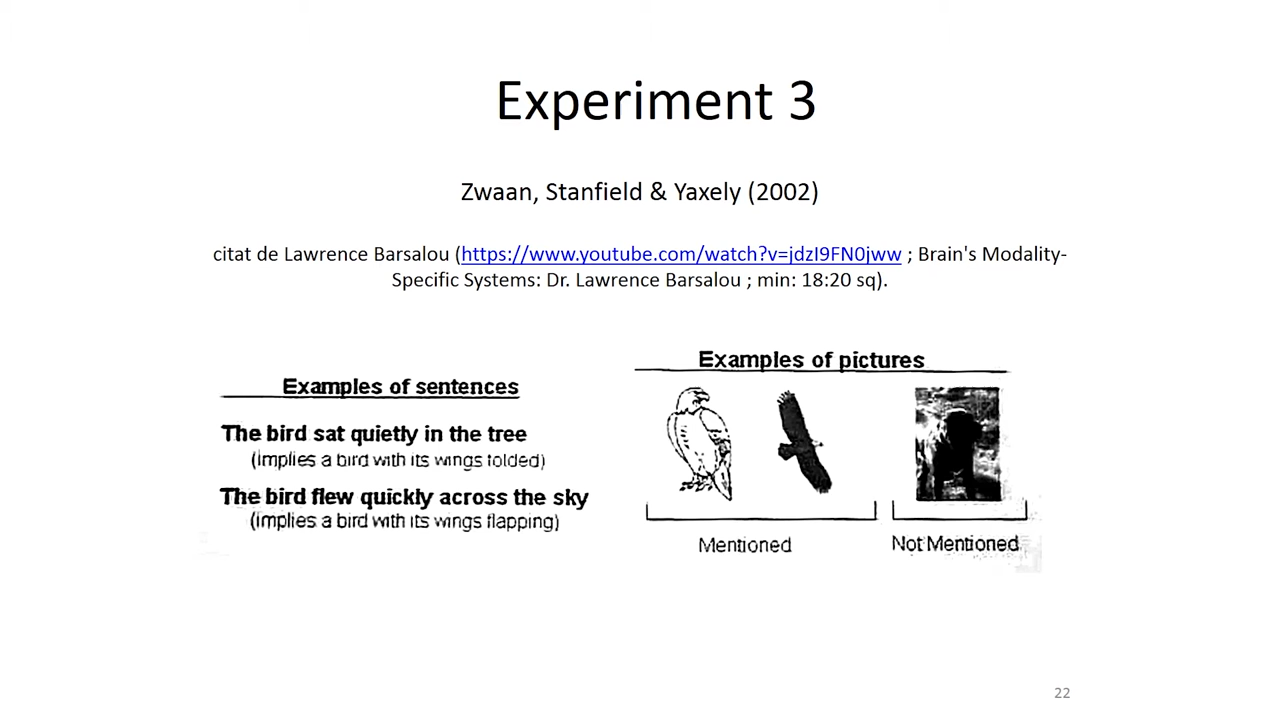 Experiment 3
Zwaan, Stanfield & Yaxely (2002)
citat de Lawrence Barsalou (https://www.youtube.com/watch?v=jdzI9FN0jww ; Brain's Modality-
Specific Systems: Dr. Lawrence Barsalou ; min: 18:20 sq).
Examples of sentences
The bird sat quietly in the tree
(implies a bird with its wings folded)
The bird flew quickly across the sky
(implies a bird with its wings flapping)
Examples of pictures
Mentioned
Not Mentioned
22